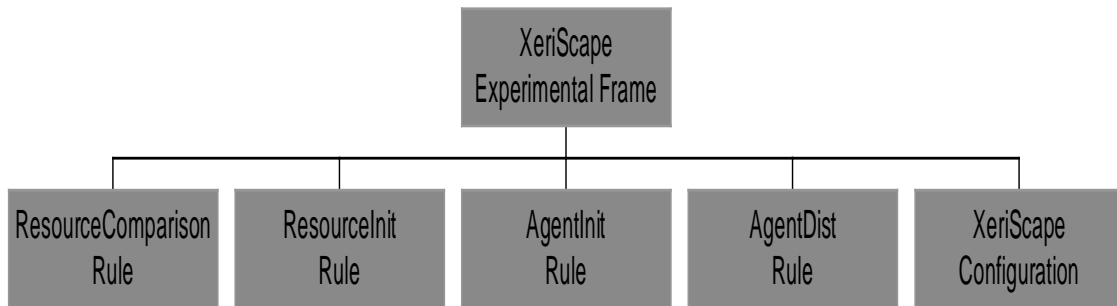 XeriScape
Experimental Frame
ResourceComparison
Rule
ResourceInit
Rule
AgentInit
Rule
AgentDist
Rule
XeriScape
Configuration